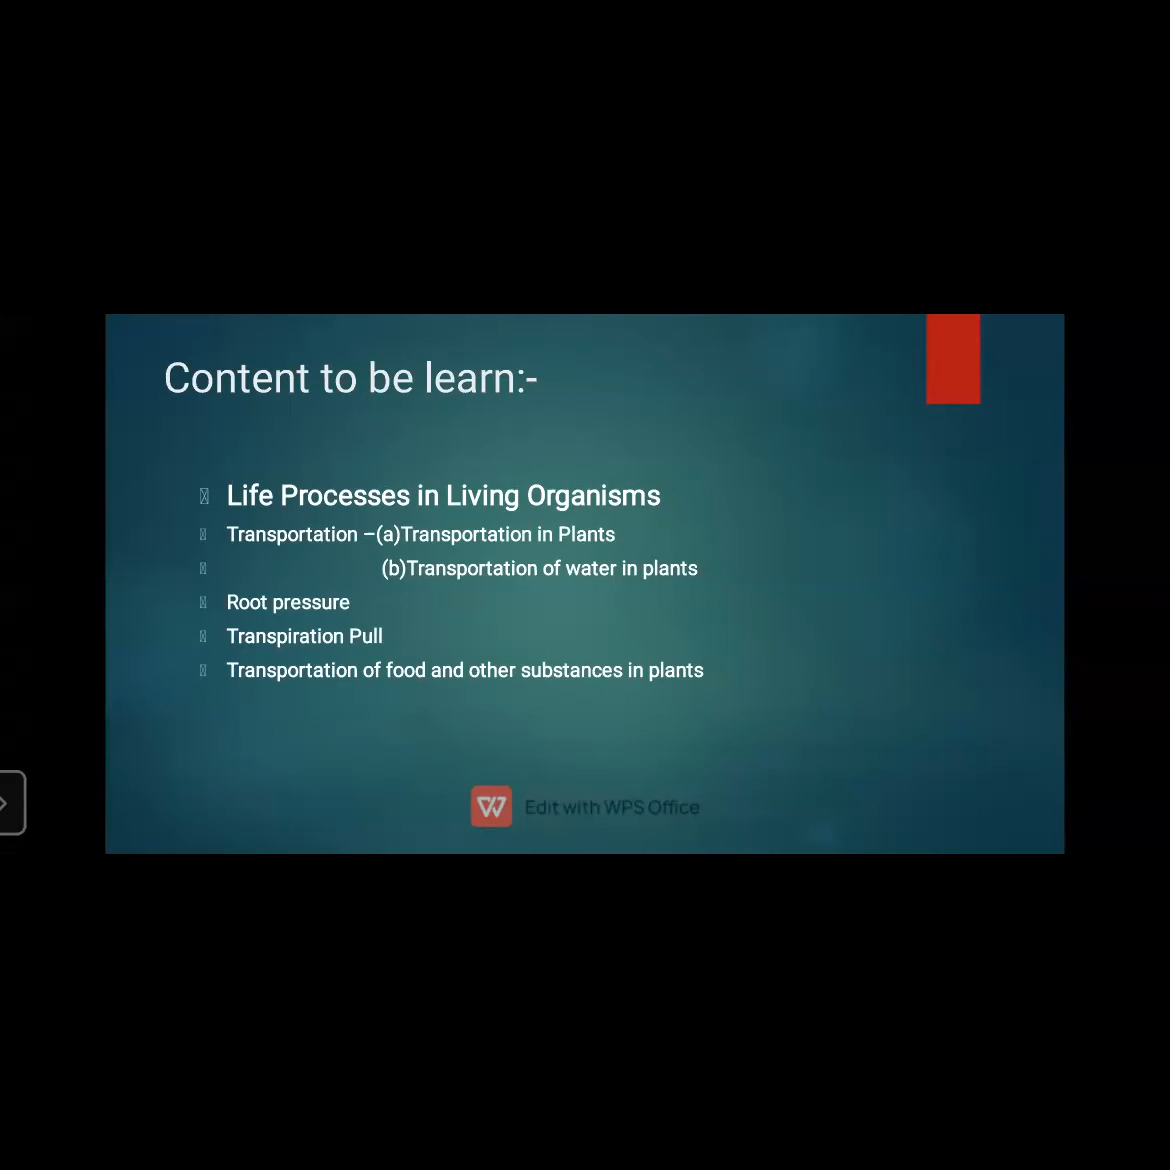 Content to be learn:-
Life Processes in Living Organisms
Transportation –(a)Transportation in Plants
(b)Transportation of water in plants
Root pressure
Transpiration Pull
Transportation of food and other substances in plants
Edit with WPS Office